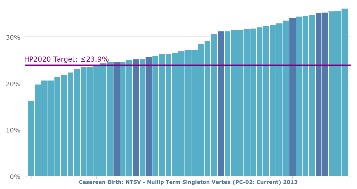 30%
HP2020 Target: ≤23.9%
20%
10%
0%
Cesarean Birth: NTSV - Nullip Term Singleton Vertex (PC-02: Current) 2013